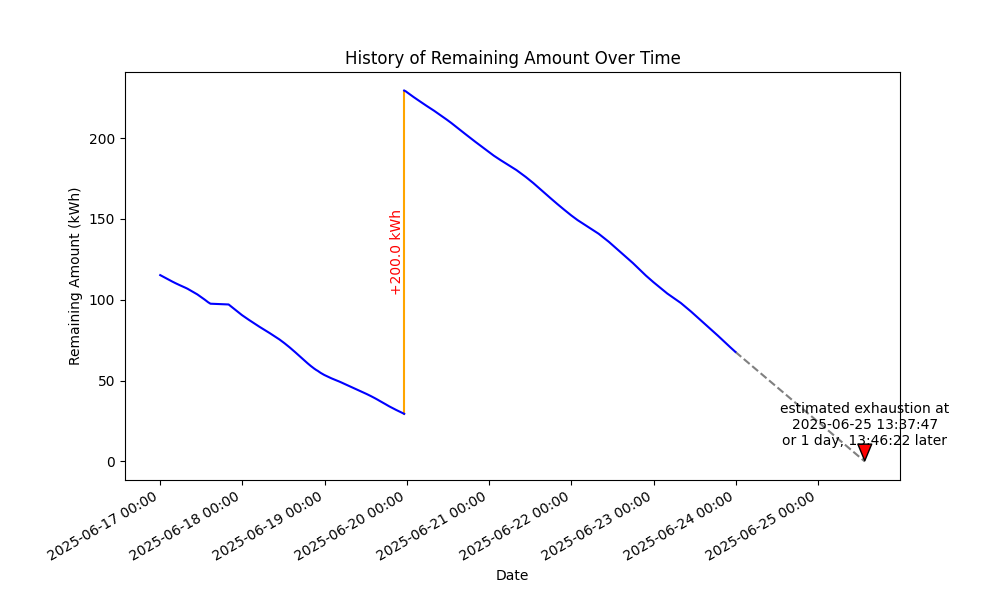 History of Remaining Amount Over Time
Remaining Amount (kWh)
200
150
100
50
0
+200.0 kWh
estimated exhaustion at
2025-06-25 13:37:47
or 1 day, 13:46:22 later
2025-06-17 00:00
2025-06-18 00:00
2025-06-19 00:00
2025-06-20 00:00
2025-06-21 00:00
2025-06-22 00:00
2025-06-23 00:00
2025-06-24 00:00
2025-06-25 00:00
Date